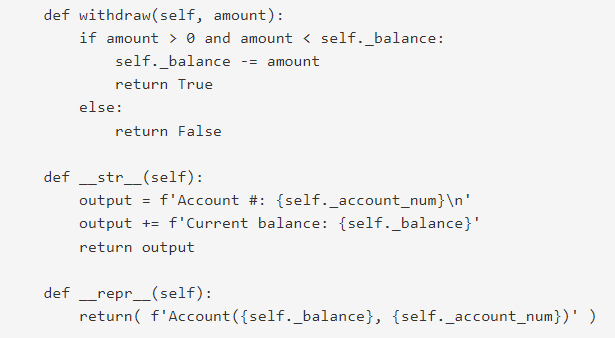 def withdraw(self, amount):
    if amount > 0 and amount < self._balance:
        self._balance -= amount
        return True
    else:
        return False

def __str__(self):
    output = f'Account #: {self._account_num}\n'
    output += f'Current balance: {self._balance}'
    return output

def __repr__(self):
    return( f'Account({self._balance}, {self._account_num})' )